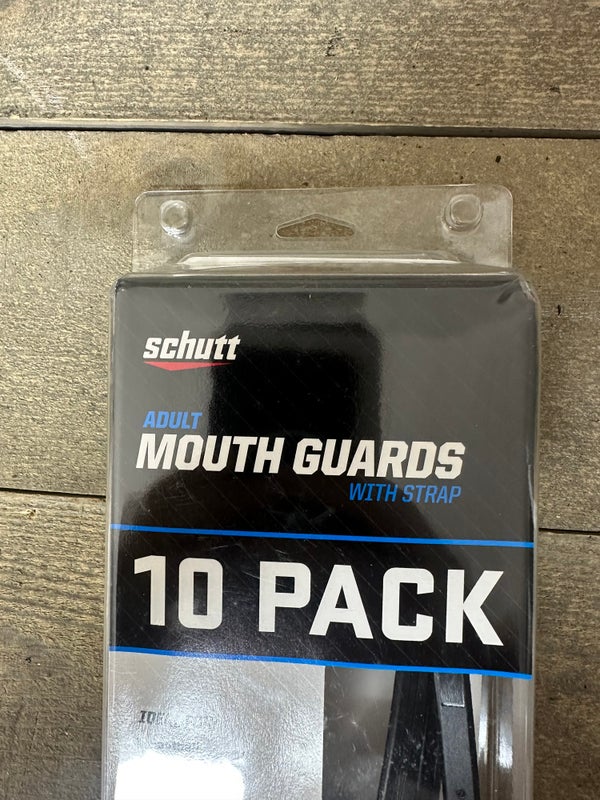 schutt
ADULT
MOUTH GUARDS
WITH STRAP
10 PACK